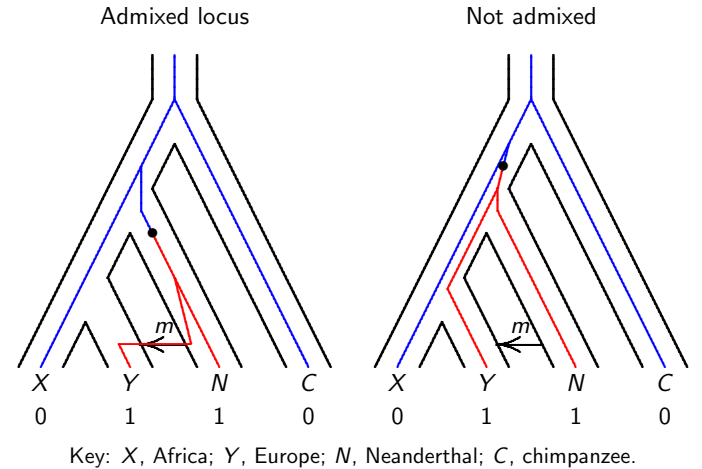 Admixed locus Not admixed
m m
X Y N C X Y N C
0 1 1 0 0 1 1 0
Key: X, Africa; Y, Europe; N, Neanderthal; C, chimpanzee.